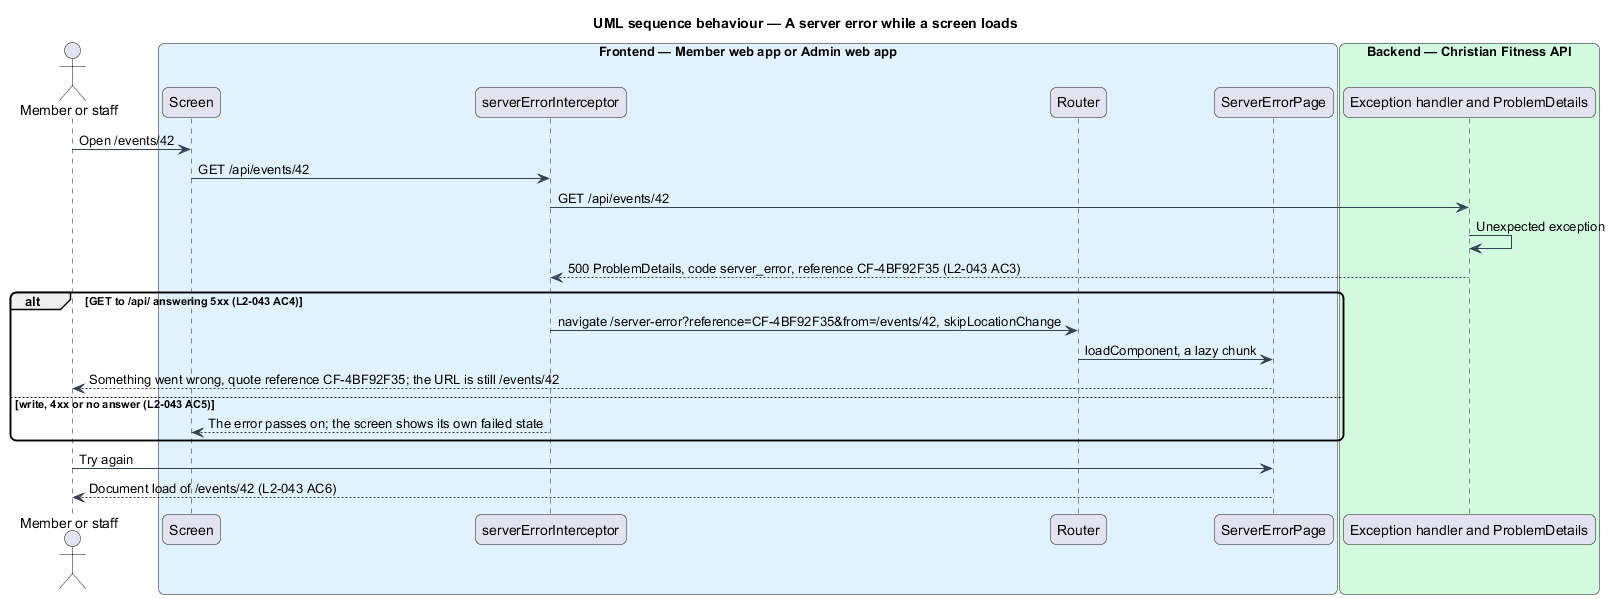 UML sequence behaviour — A server error while a screen loads
Frontend — Member web app or Admin web app
Backend — Christian Fitness API
Member or staff
Screen
serverErrorInterceptor
Router
ServerErrorPage
Exception handler and ProblemDetails
Open /events/42
GET /api/events/42
GET /api/events/42
Unexpected exception
500 ProblemDetails, code server_error, reference CF-4BF92F35 (L2-043 AC3)
alt
[GET to /api/ answering 5xx (L2-043 AC4)]
navigate /server-error?reference=CF-4BF92F35&from=/events/42, skipLocationChange
loadComponent, a lazy chunk
Something went wrong, quote reference CF-4BF92F35; the URL is still /events/42
[write, 4xx or no answer (L2-043 AC5)]
The error passes on; the screen shows its own failed state
Try again
Document load of /events/42 (L2-043 AC6)
Member or staff
Screen
serverErrorInterceptor
Router
ServerErrorPage
Exception handler and ProblemDetails